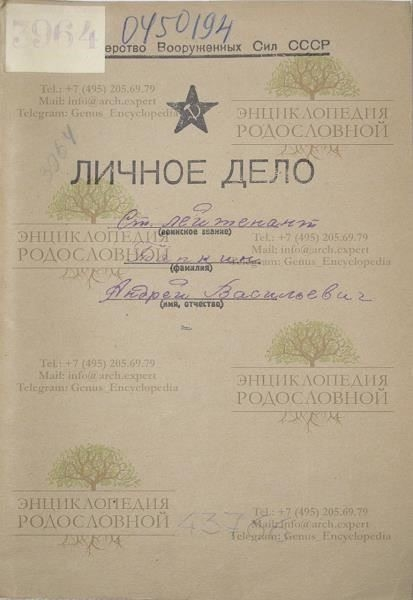 3964
0450194
ерство Вооруженных Сил СССР
Tel.: +7 (495) 205.69.79
Mail: info@arch.expert
Telegram: Genus_Encyclopedia
ЭНЦИКЛОПЕДИЯ
РОДОСЛОВНОЙ
3964
ЛИЧНОЕ ДЕЛО
Ст. лейтенант
(воинское звание)
ЭНЦИКЛОПЕДИЯ
РОДОСЛОВНОЙ
Tel.: +7 (495) 205.69.79
Mail: info@arch.expert
Telegram: Genus_Encyclopedia
(фамилия)
Андрей Васильевич
(имя, отчество)
Tel.: +7 (495) 205.69.79
Mail: info@arch.expert
Telegram: Genus_Encyclopedia
ЭНЦИКЛОПЕДИЯ
РОДОСЛОВНОЙ
ЭНЦИКЛОПЕДИЯ
РОДОСЛОВНОЙ
Tel.: +7 (495) 205.69.79
Mail: info@arch.expert
Telegram: Genus_Encyclopedia